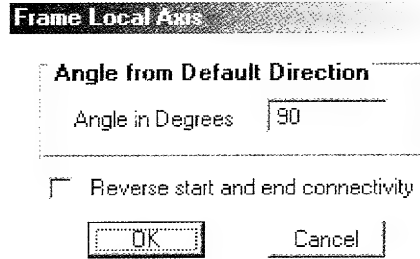 Frame Local Axis
Angle from Default Direction
Angle in Degrees 90
Reverse start and end connectivity
OK Cancel